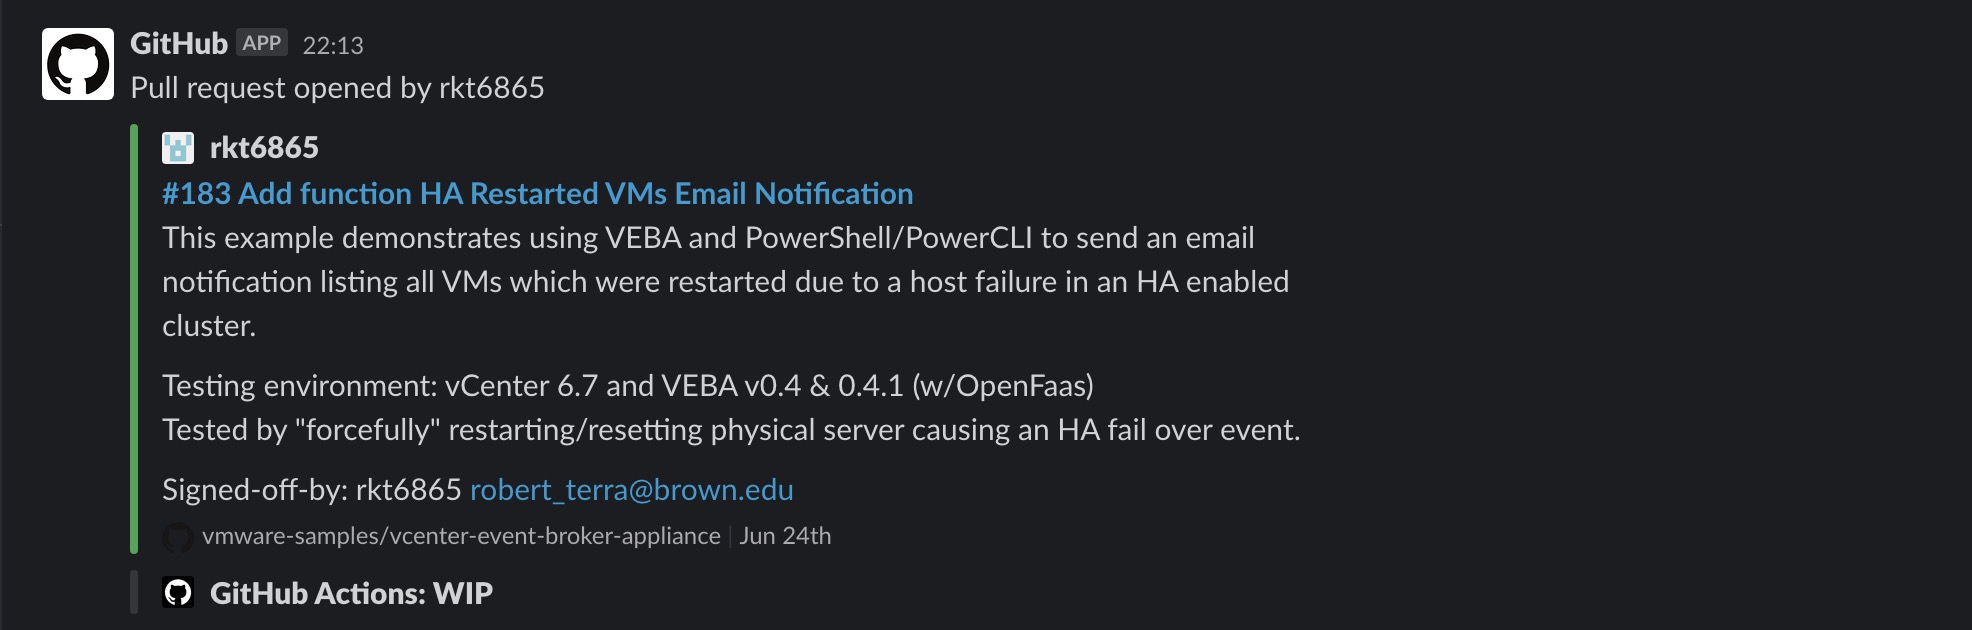 GitHub APP 22:13
Pull request opened by rkt6865
rkt6865
#183 Add function HA Restarted VMs Email Notification
This example demonstrates using VEBA and PowerShell/PowerCLI to send an email
notification listing all VMs which were restarted due to a host failure in an HA enabled
cluster.
Testing environment: vCenter 6.7 and VEBA v0.4 & 0.4.1 (w/OpenFaas)
Tested by "forcefully" restarting/resetting physical server causing an HA fail over event.
Signed-off-by: rkt6865 robert_terra@brown.edu
vmware-samples/vcenter-event-broker-appliance | Jun 24th
GitHub Actions: WIP